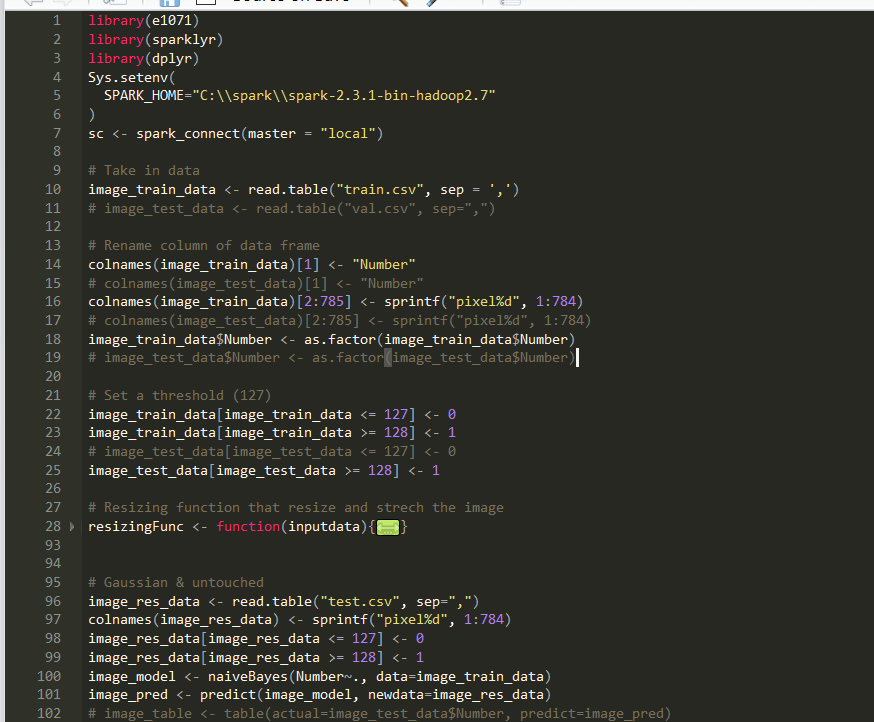 1 library(e1071)
2 library(sparklyr)
3 library(dplyr)
4 Sys.setenv(
5 SPARK_HOME="C:\\spark\\spark-2.3.1-bin-hadoop2.7"
6 )
7 sc <- spark_connect(master = "local")
8
9 # Take in data
10 image_train_data <- read.table("train.csv", sep = ',')
11 # image_test_data <- read.table("val.csv", sep=",")
12
13 # Rename column of data frame
14 colnames(image_train_data)[1] <- "Number"
15 # colnames(image_test_data)[1] <- "Number"
16 colnames(image_train_data)[2:785] <- sprintf("pixel%d", 1:784)
17 # colnames(image_test_data)[2:785] <- sprintf("pixel%d", 1:784)
18 image_train_data$Number <- as.factor(image_train_data$Number)
19 # image_test_data$Number <- as.factor(image_test_data$Number)
20
21 # Set a threshold (127)
22 image_train_data[image_train_data <= 127] <- 0
23 image_train_data[image_train_data >= 128] <- 1
24 # image_test_data[image_test_data <= 127] <- 0
25 image_test_data[image_test_data >= 128] <- 1
26
27 # Resizing function that resize and strech the image
28 resizingFunc <- function(inputdata){}
93
94
95 # Gaussian & untouched
96 image_res_data <- read.table("test.csv", sep=",")
97 colnames(image_res_data) <- sprintf("pixel%d", 1:784)
98 image_res_data[image_res_data <= 127] <- 0
99 image_res_data[image_res_data >= 128] <- 1
100 image_model <- naiveBayes(Number~., data=image_train_data)
101 image_pred <- predict(image_model, newdata=image_res_data)
102 # image_table <- table(actual=image_test_data$Number, predict=image_pred)